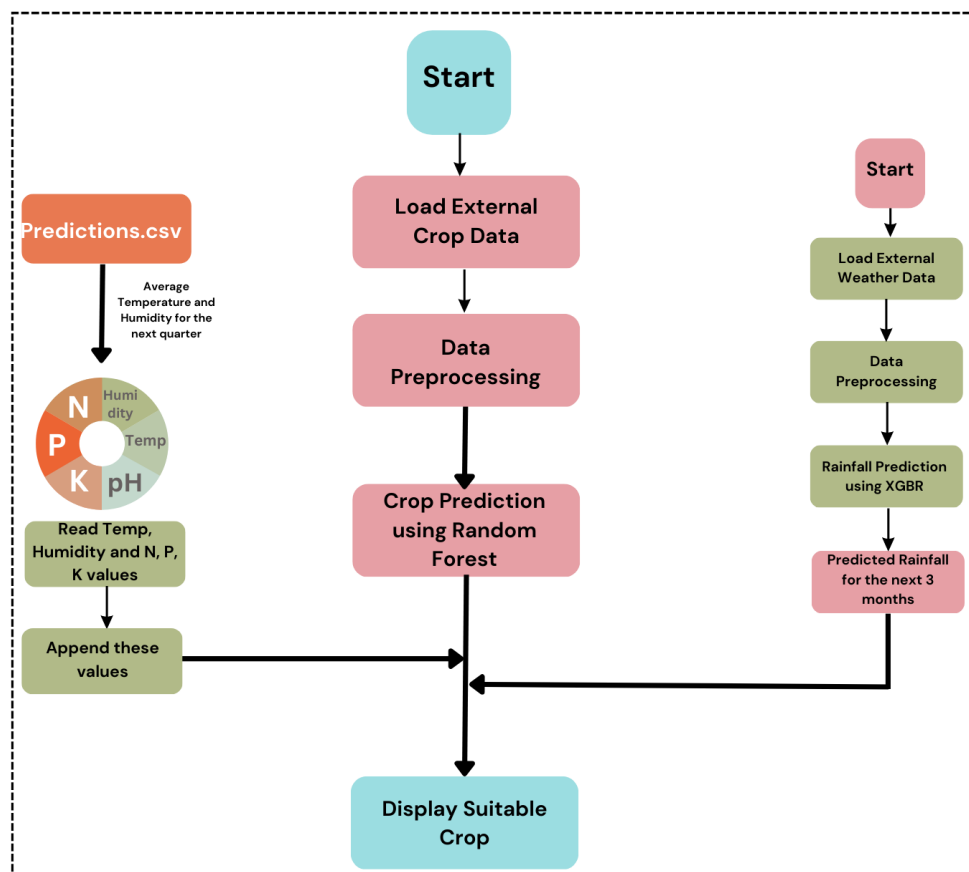 Start
Load External
Crop Data
Data
Preprocessing
Crop Prediction
using Random
Forest
Display Suitable
Crop
Predictions.csv
Average
Temperature and
Humidity for the
next quarter
N
Humi
dity
P
Temp
K
pH
Read Temp,
Humidity and N, P,
K values
Append these
values
Start
Load External
Weather Data
Data
Preprocessing
Rainfall Prediction
using XGBR
Predicted Rainfall
for the next 3
months